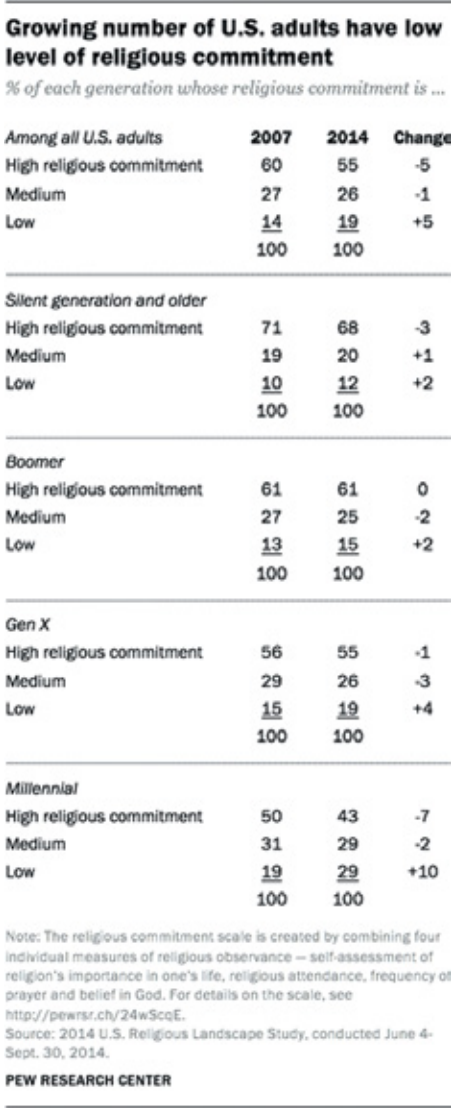 Growing number of U.S. adults have low
level of religious commitment
% of each generation whose religious commitment is ...
Among all U.S. adults 2007 2014 Change
High religious commitment 60 55 -5
Medium 27 26 -1
Low 14 19 +5
100 100
Silent generation and older
High religious commitment 71 68 -3
Medium 19 20 +1
Low 10 12 +2
100 100
Boomer
High religious commitment 61 61 0
Medium 27 25 -2
Low 13 15 +2
100 100
Gen X
High religious commitment 56 55 -1
Medium 29 26 -3
Low 15 19 +4
100 100
Millennial
High religious commitment 50 43 -7
Medium 31 29 -2
Low 19 29 +10
100 100
Note: The religious commitment scale is created by combining four
individual measures of religious observance — self-assessment of
religion's importance in one's life, religious attendance, frequency of
prayer and belief in God. For details on the scale, see
http://pewrsr.ch/24wScqE.
Source: 2014 U.S. Religious Landscape Study, conducted June 4-
Sept. 30, 2014.
PEW RESEARCH CENTER